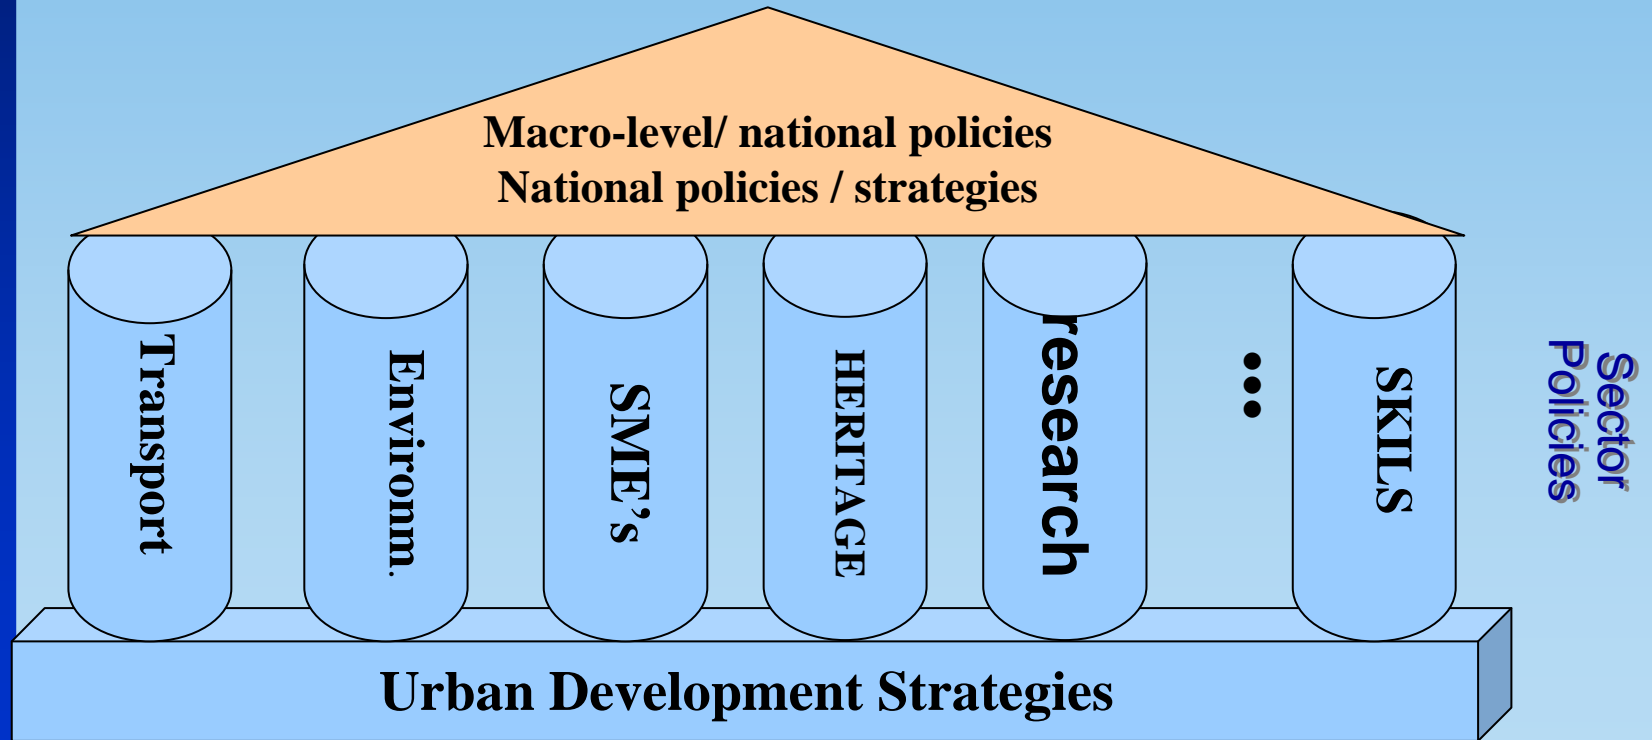 Macro-level/ national policies
National policies / strategies
Transport
Environm.
SME’s
HERITAGE
research
...
SKILS
Sector
Policies
Urban Development Strategies